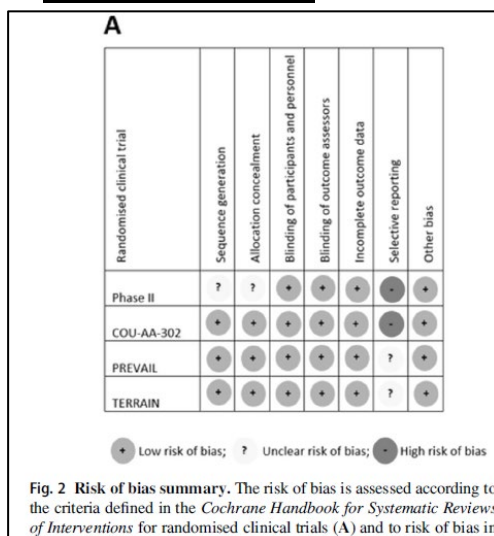 A
Randomised clinical trial
Sequence generation
Allocation concealment
Blinding of participants and personnel
Blinding of outcome assessors
Incomplete outcome data
Selective reporting
Other bias
Phase II ? ? + + + - +
COU-AA-302 + + + + + - +
PREVAIL + + + + + ? +
TERRAIN + + + + + ? +
+ Low risk of bias; ? Unclear risk of bias; - High risk of bias
Fig. 2 Risk of bias summary. The risk of bias is assessed according to
the criteria defined in the Cochrane Handbook for Systematic Reviews
of Interventions for randomised clinical trials (A) and to risk of bias in